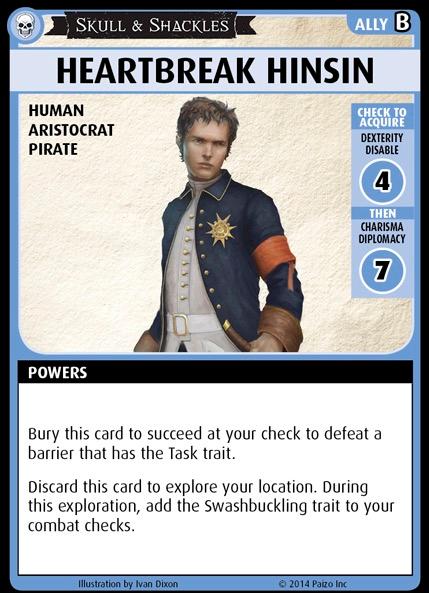 SKULL & SHACKLES
ALLY B
HEARTBREAK HINSIN
HUMAN
ARISTOCRAT
PIRATE
CHECK TO
ACQUIRE
DEXTERITY
DISABLE
4
THEN
CHARISMA
DIPLOMACY
7
POWERS
Bury this card to succeed at your check to defeat a
barrier that has the Task trait.
Discard this card to explore your location. During
this exploration, add the Swashbuckling trait to your
combat checks.
Illustration by Ivan Dixon
© 2014 Paizo Inc